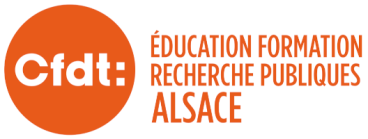 Cfdt:
ÉDUCATION FORMATION
RECHERCHE PUBLIQUES
ALSACE